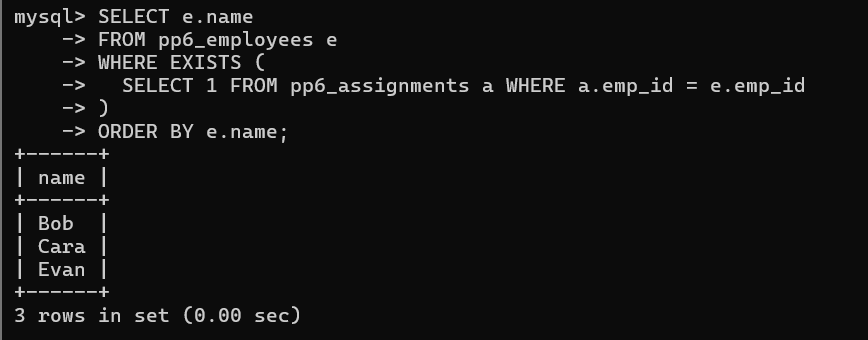 mysql> SELECT e.name
    -> FROM pp6_employees e
    -> WHERE EXISTS (
    ->   SELECT 1 FROM pp6_assignments a WHERE a.emp_id = e.emp_id
    -> )
    -> ORDER BY e.name;
+------+
| name |
+------+
| Bob  |
| Cara |
| Evan |
+------+
3 rows in set (0.00 sec)